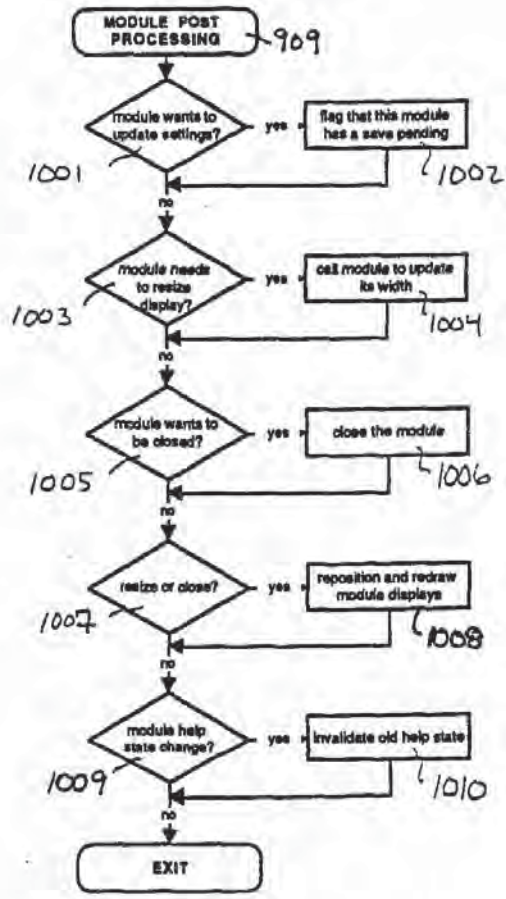 MODULE POST
PROCESSING
909
module wants to
update settings?
yes
flag that this module
has a save pending
1001
1002
no
module needs
to resize
display?
yes
call module to update
its width
1003
1004
no
module wants to
be closed?
yes
close the module
1005
1006
no
resize or close?
yes
reposition and redraw
module displays
1007
1008
no
module help
state change?
yes
invalidate old help state
1009
1010
no
EXIT